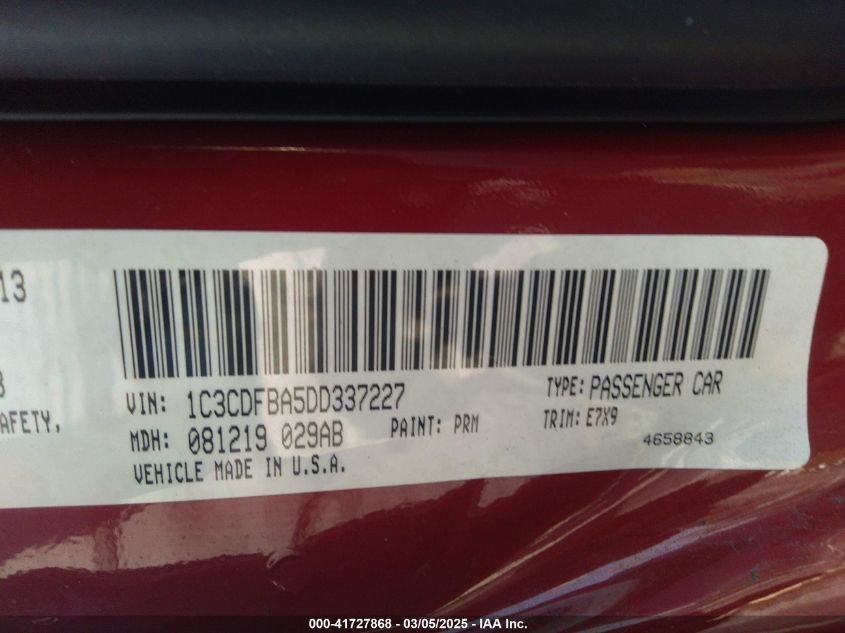 13
VIN: 1C3CDFBA5DD337227
TYPE: PASSENGER CAR
AFETY,
MDH: 081219 029AB
PAINT: PRM
TRIM: E7X9
4658843
VEHICLE MADE IN U.S.A.
000-41727868 - 03/05/2025 - IAA Inc.